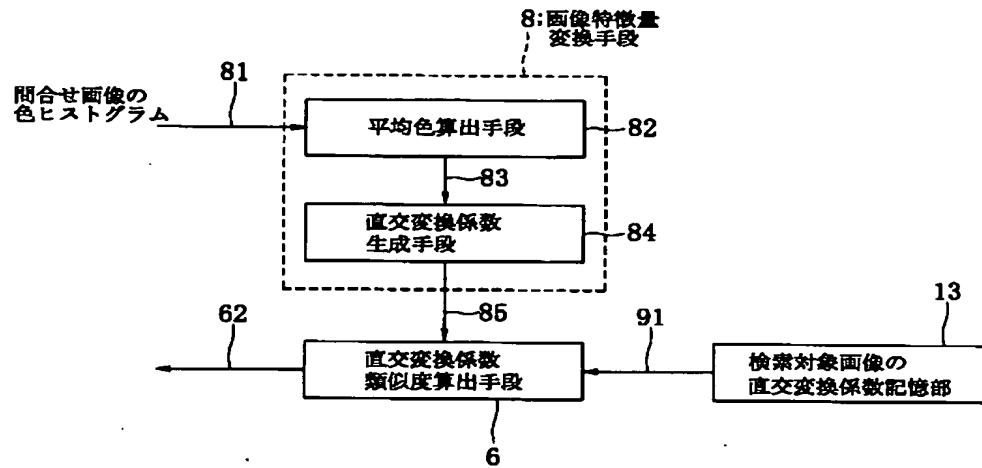 8:画像特徴量
変換手段
81
問合せ画像の
色ヒストグラム
平均色算出手段
82
83
直交変換係数
生成手段
84
85
62
91
13
直交変換係数
類似度算出手段
検索対象画像の
直交変換係数記憶部
6